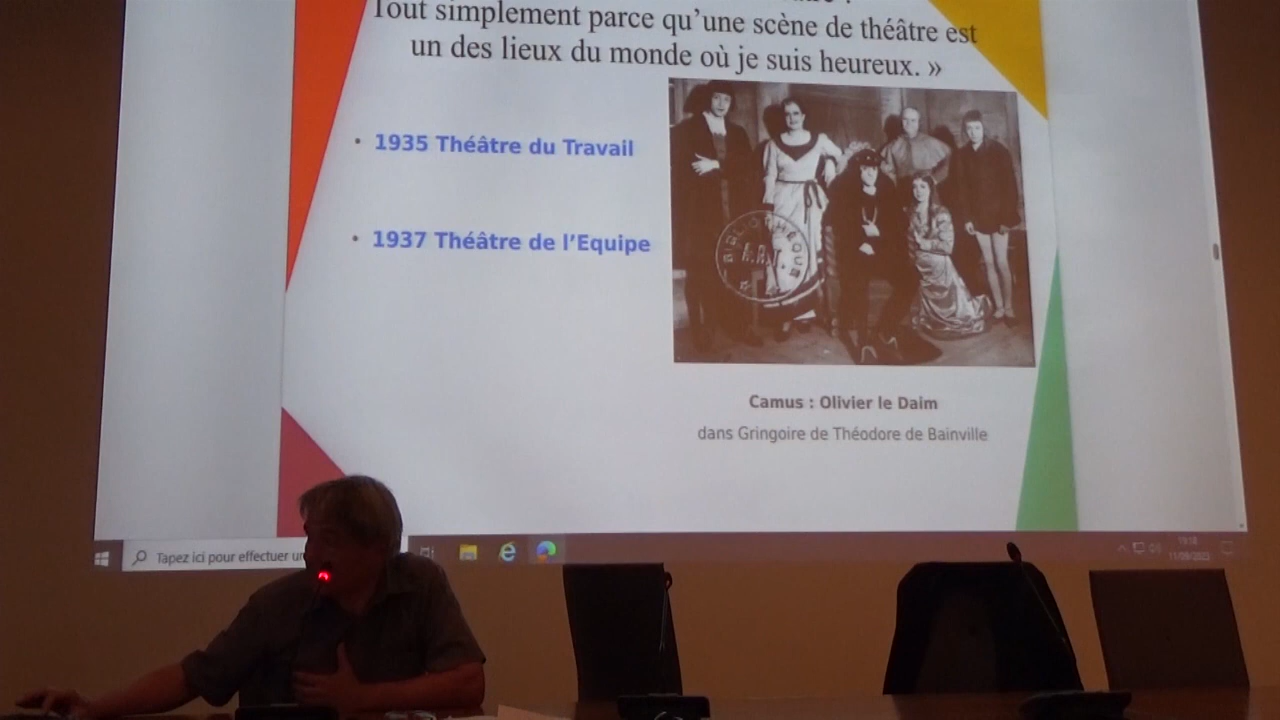 Tout simplement parce qu’une scène de théâtre est
un des lieux du monde où je suis heureux. »
• 1935 Théâtre du Travail
• 1937 Théâtre de l’Equipe
BIBLIOTHÈQUE
Camus : Olivier le Daim
dans Gringoire de Théodore de Bainville
Tapez ici pour effectuer un